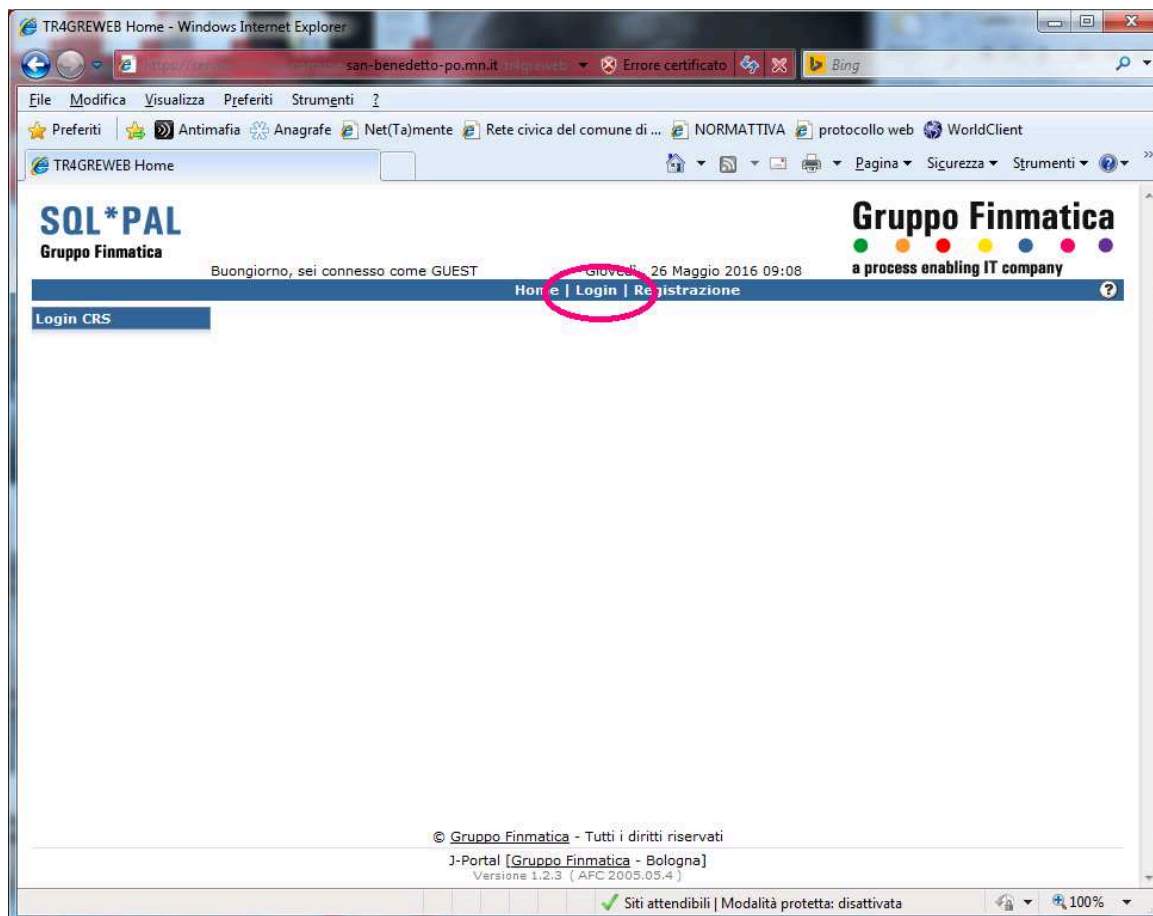 TR4GREWEB Home - Windows Internet Explorer
san-benedetto-po.mn.it Errore certificato Bing
File Modifica Visualizza Preferiti Strumenti ?
Preferiti Antimafia Anagrafe Net(Ta)mente Rete civica del comune di ... NORMATTIVA protocollo web WorldClient
TR4GREWEB Home Pagina Sicurezza Strumenti
SQL*PAL
Gruppo Finmatica
Gruppo Finmatica
a process enabling IT company
Buongiorno, sei connesso come GUEST Giovedì, 26 Maggio 2016 09:08
Home | Login | Registrazione ?
Login CRS
© Gruppo Finmatica - Tutti i diritti riservati
J-Portal [Gruppo Finmatica - Bologna]
Versione 1.2.3 ( AFC 2005.05.4 )
Siti attendibili | Modalità protetta: disattivata 100%